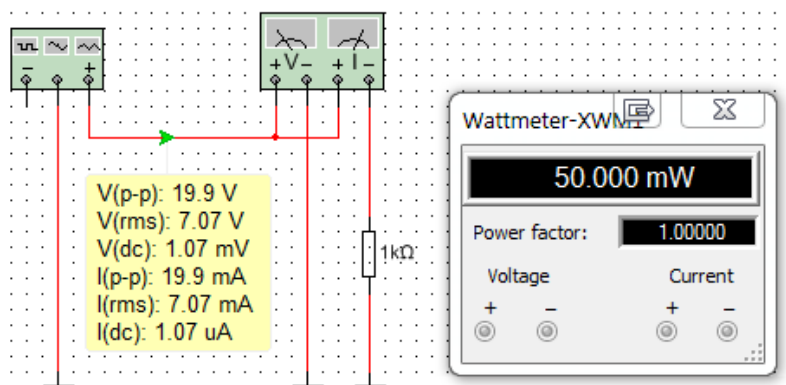 − +
+ V − + I −
V(p-p): 19.9 V
V(rms): 7.07 V
V(dc): 1.07 mV
I(p-p): 19.9 mA
I(rms): 7.07 mA
I(dc): 1.07 uA
1kΩ
Wattmeter-XWM1
50.000 mW
Power factor: 1.00000
Voltage Current
+ − + −